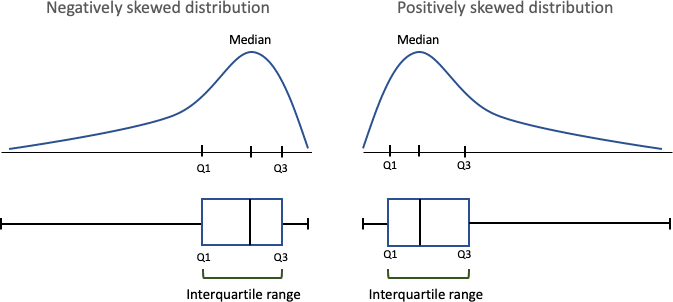 Negatively skewed distribution
Positively skewed distribution
Median
Median
Q1
Q3
Q1
Q3
Q1
Q3
Q1
Q3
Interquartile range
Interquartile range